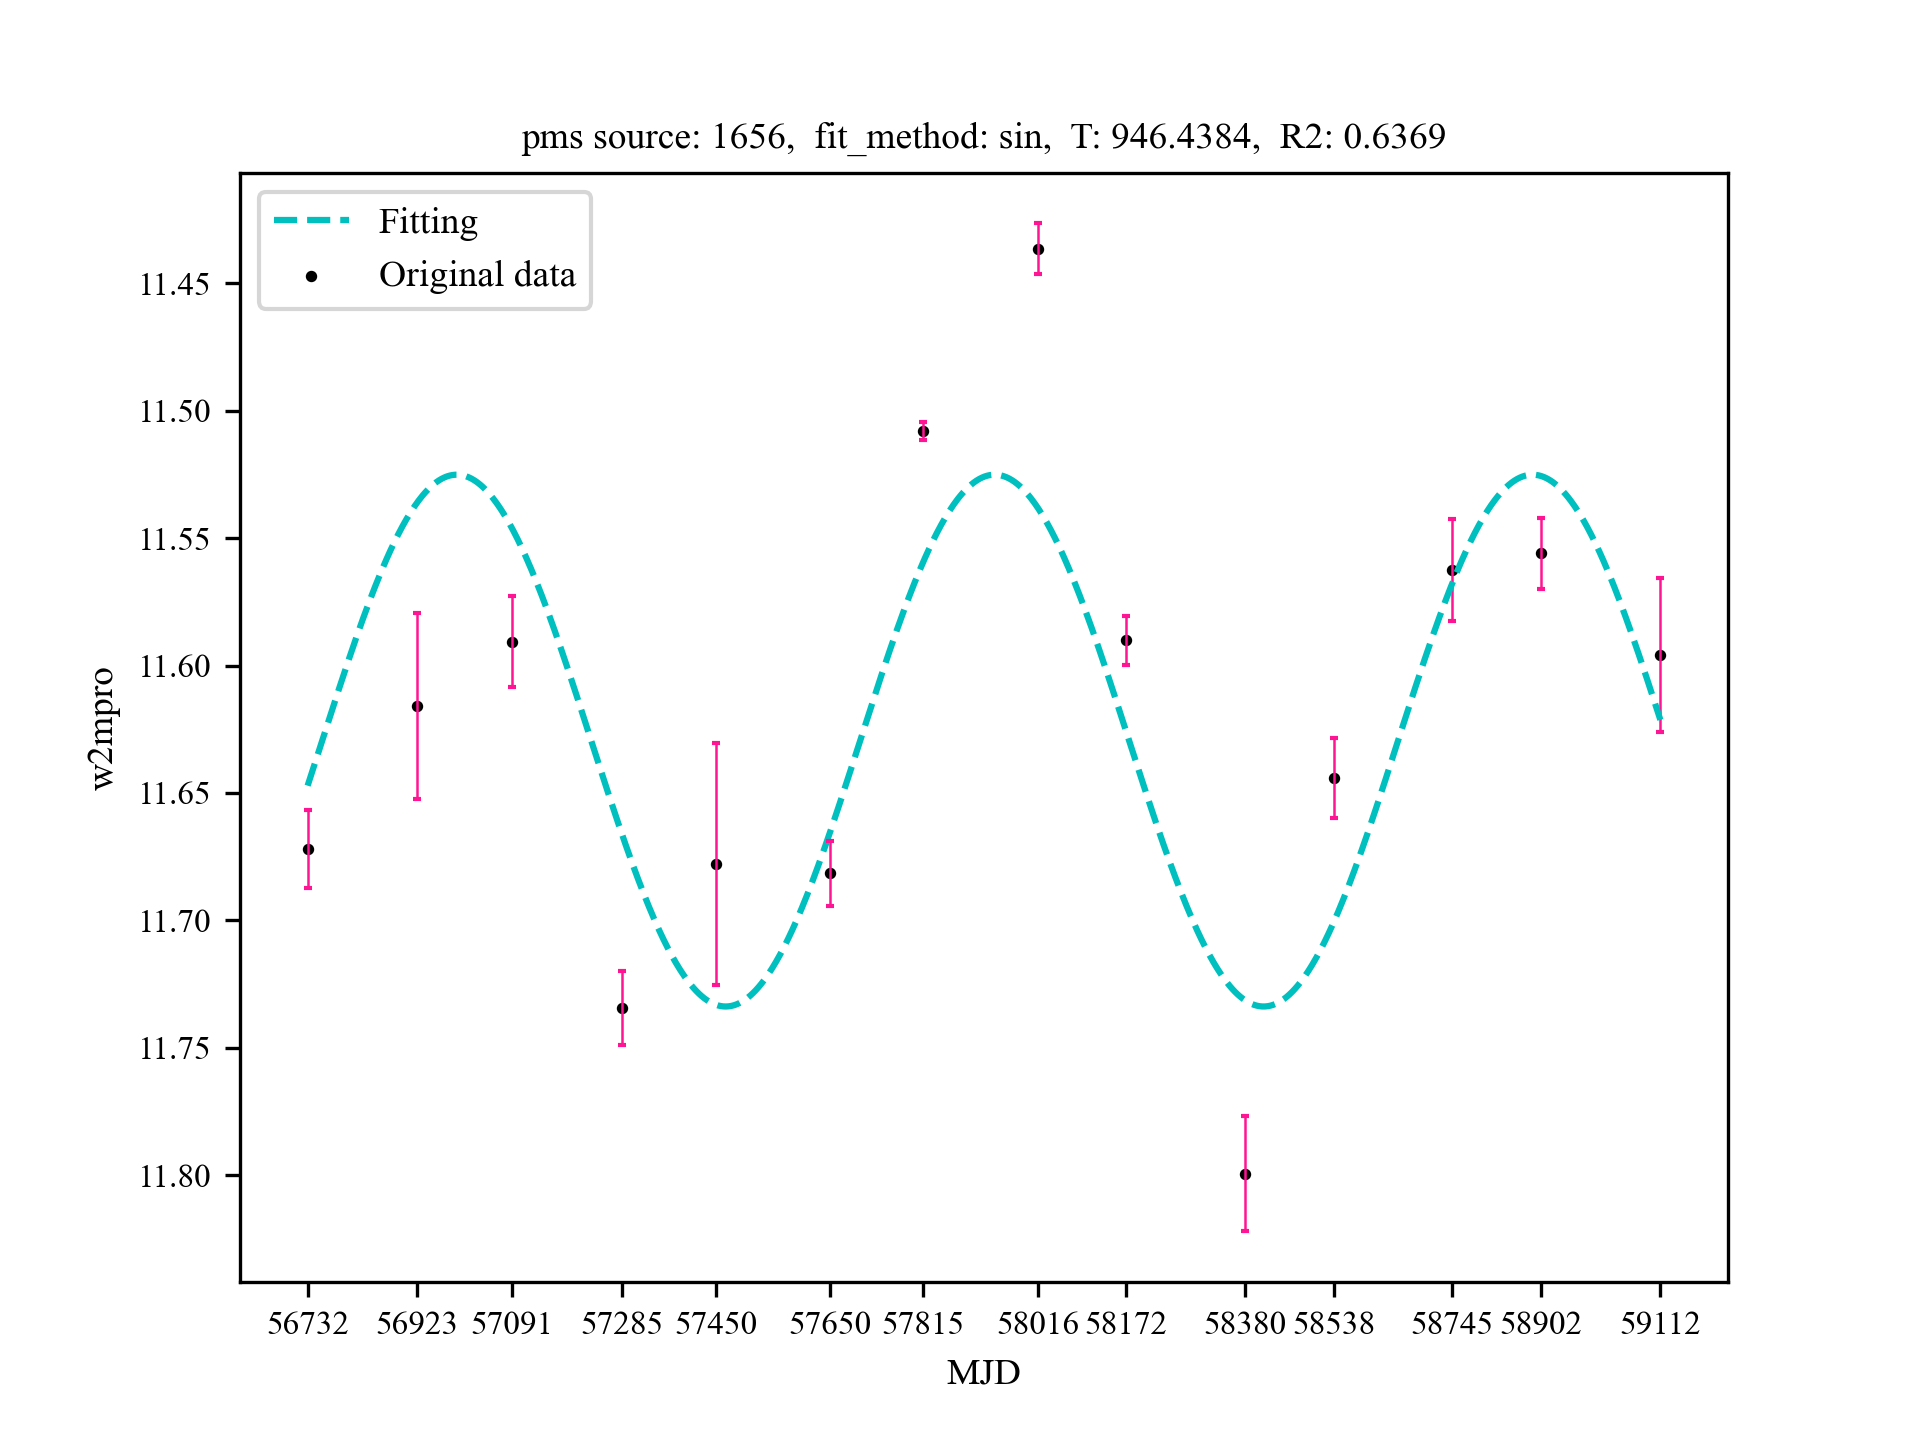 pms source: 1656,  fit_method: sin,  T: 946.4384,  R2: 0.6369
Fitting
Original data
11.45
11.50
11.55
11.60
11.65
11.70
11.75
11.80
w2mpro
56732 56923 57091 57285 57450 57650 57815 58016 58172 58380 58538 58745 58902 59112
MJD